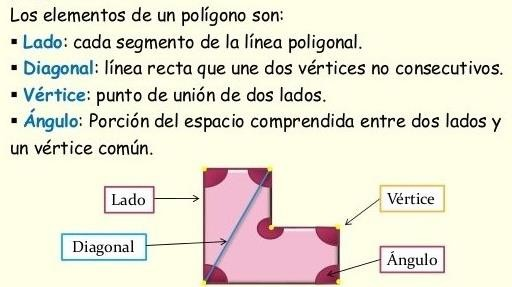 Los elementos de un polígono son:
▪ Lado: cada segmento de la línea poligonal.
▪ Diagonal: línea recta que une dos vértices no consecutivos.
▪ Vértice: punto de unión de dos lados.
▪ Ángulo: Porción del espacio comprendida entre dos lados y
un vértice común.
Lado
Vértice
Diagonal
Ángulo